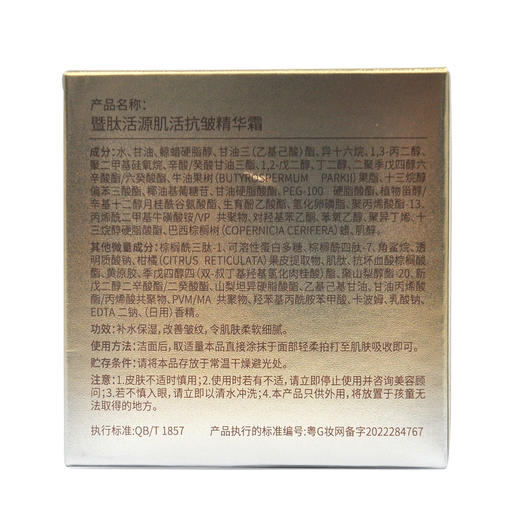 产品名称：
暨肽活源肌活抗皱精华霜
成分：水、甘油、鲸蜡硬脂醇、甘油三（乙基己酸）酯、异十六烷、1,3-丙二醇、
聚二甲基硅氧烷、辛酸/癸酸甘油三酯、1,2-戊二醇、丁二醇、二聚季戊四醇六辛
酸酯/六癸酸酯、牛油果树(BUTYROSPERMUM PARKII)果脂、十三烷醇
偏苯三酸酯、椰油基葡糖苷、甘油硬脂酸酯、PEG-100 硬脂酸酯、植物甾醇/
辛基十二醇月桂酰谷氨酸酯、生育酚乙酸酯、氢化卵磷脂、聚丙烯酸酯-13、
丙烯酰二甲基牛磺酸铵/VP 共聚物、对羟基苯乙酮、苯氧乙醇、聚异丁烯、十
三烷醇硬脂酸酯、巴西棕榈树(COPERNICIA CERIFERA)蜡、肌醇。
其他微量成分：棕榈酰三肽-1、可溶性蛋白多糖、棕榈酰四肽-7、角鲨烷、透
明质酸钠、柑橘(CITRUS RETICULATA)果皮提取物、肌肽、抗坏血酸棕榈酸
酯、黄原胶、季戊四醇四(双-叔丁基羟基氢化肉桂酸)酯、聚山梨醇酯-20、新
戊二醇二辛酸酯/二癸酸酯、山梨坦异硬脂酸酯、乙基己基甘油、甘油丙烯酸
酯/丙烯酸共聚物、PVM/MA 共聚物、羟苯基丙酰胺苯甲酸、卡波姆、乳酸钠、
EDTA 二钠、（日用）香精。
功效：补水保湿，改善皱纹，令肌肤柔软细腻。
使用方法：洁面后，取适量本品直接涂抹于面部轻柔拍打至肌肤吸收即可。
贮存条件：请将本品存放于常温干燥避光处。
注意：1.皮肤不适时慎用；2.使用时若有不适，请立即停止使用并咨询美容顾
问；3.若不慎入眼，请立即以清水冲洗；4.本产品只供外用，将放置于孩童无
法取得的地方。
执行标准：QB/T 1857 产品执行的标准编号：粤G妆网备字2022284767